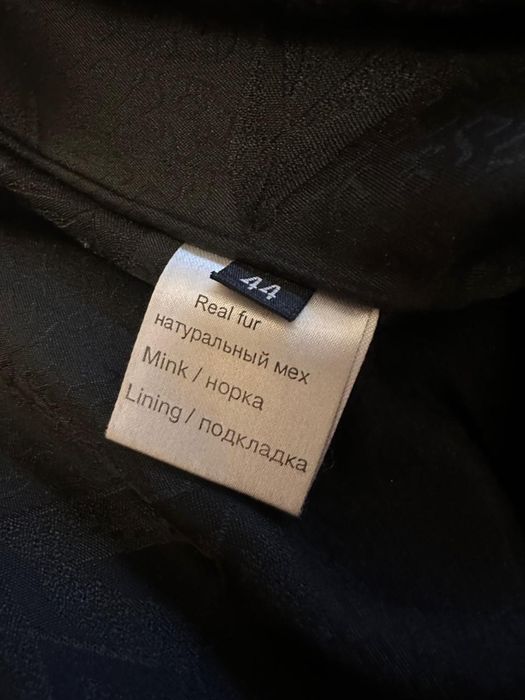 44
Real fur
натуральный мех
Mink / норка
Lining / подкладка